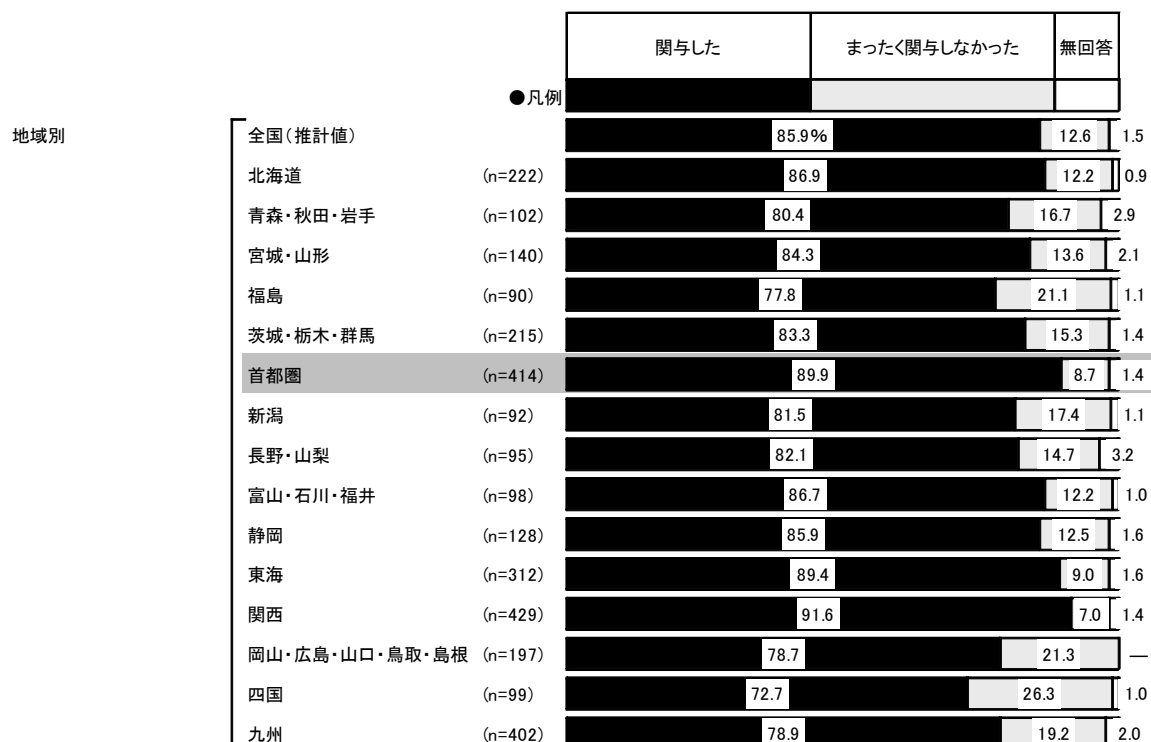 関与した まったく関与しなかった 無回答
●凡例
地域別
全国(推計値) 85.9% 12.6 1.5
北海道 (n=222) 86.9 12.2 0.9
青森・秋田・岩手 (n=102) 80.4 16.7 2.9
宮城・山形 (n=140) 84.3 13.6 2.1
福島 (n=90) 77.8 21.1 1.1
茨城・栃木・群馬 (n=215) 83.3 15.3 1.4
首都圏 (n=414) 89.9 8.7 1.4
新潟 (n=92) 81.5 17.4 1.1
長野・山梨 (n=95) 82.1 14.7 3.2
富山・石川・福井 (n=98) 86.7 12.2 1.0
静岡 (n=128) 85.9 12.5 1.6
東海 (n=312) 89.4 9.0 1.6
関西 (n=429) 91.6 7.0 1.4
岡山・広島・山口・鳥取・島根 (n=197) 78.7 21.3 ―
四国 (n=99) 72.7 26.3 1.0
九州 (n=402) 78.9 19.2 2.0